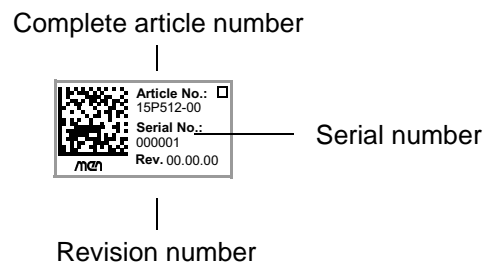 Complete article number
Article No.:
15P512-00
Serial No.:
000001
men
Rev. 00.00.00
Serial number
Revision number